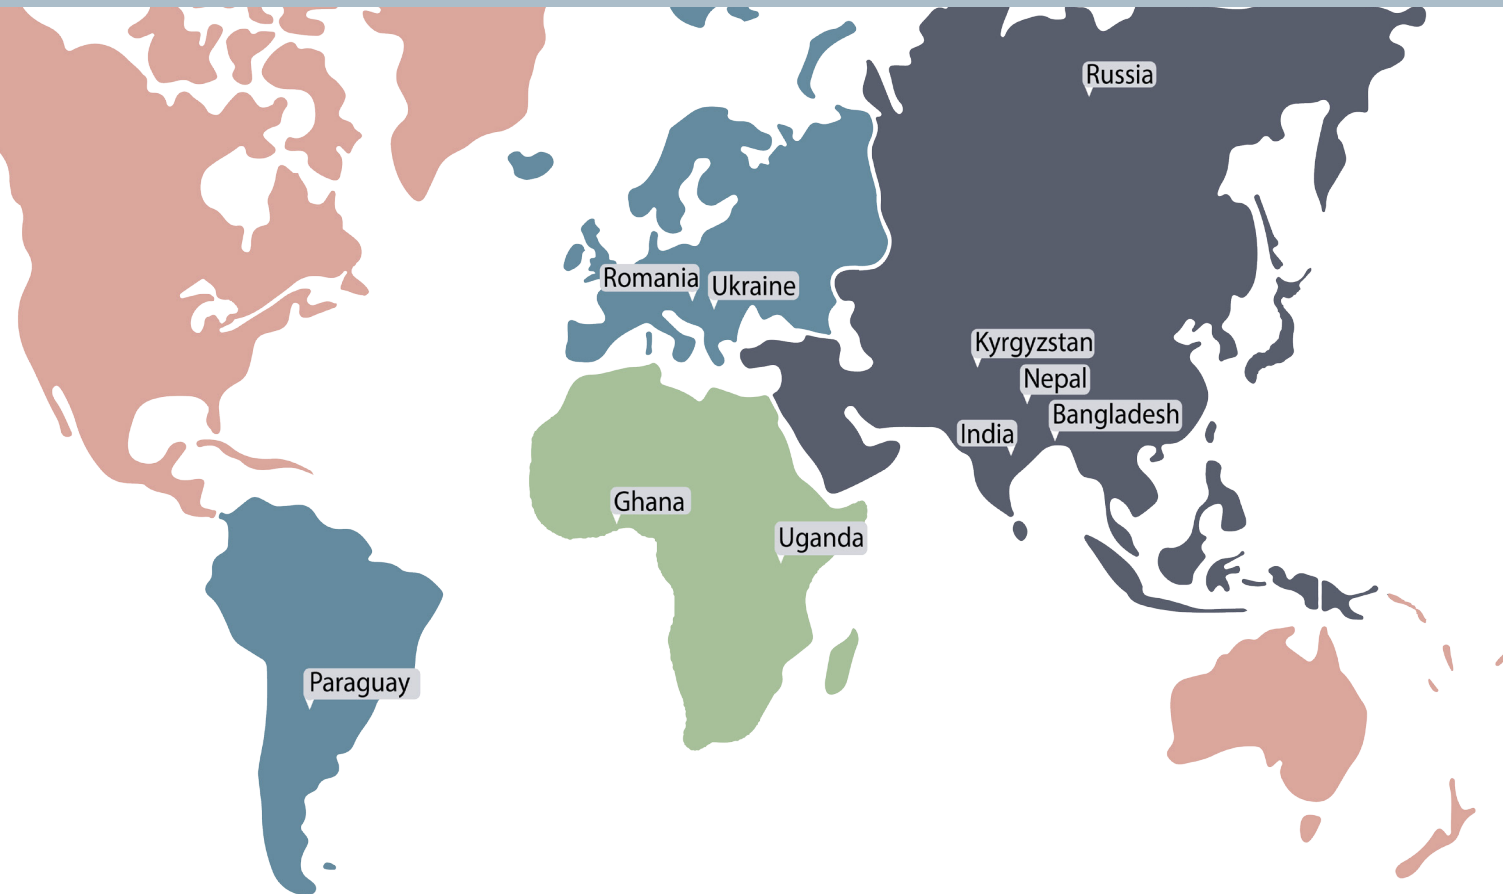 Russia
Romania
Ukraine
Kyrgyzstan
Nepal
Bangladesh
India
Ghana
Uganda
Paraguay